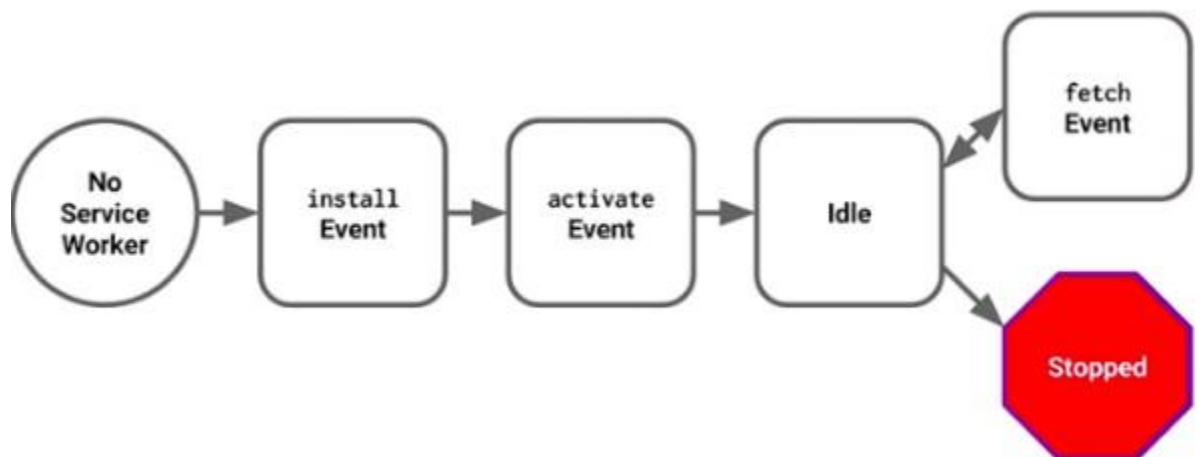 No
Service
Worker
install
Event
activate
Event
Idle
fetch
Event
Stopped